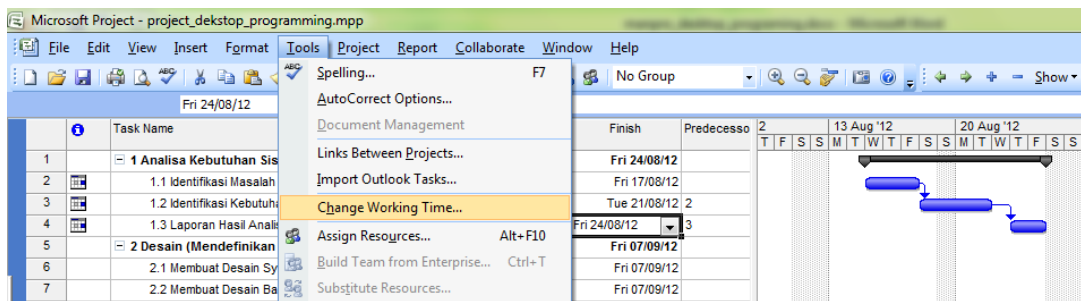 Microsoft Project - project_dekstop_programming.mpp
File Edit View Insert Format Tools Project Report Collaborate Window Help
ABC ABC Spelling... F7 No Group Show
Fri 24/08/12 AutoCorrect Options...
Document Management
Task Name Finish Predecesso 2 13 Aug '12 20 Aug '12
T F S S M T W T F S S M T W T F S S
Links Between Projects...
1 1 Analisa Kebutuhan Sis Fri 24/08/12
2 1.1 Identifikasi Masalah Import Outlook Tasks... Fri 17/08/12
3 1.2 Identifikasi Kebutuh Change Working Time... Tue 21/08/12 2
4 1.3 Laporan Hasil Analis Assign Resources... Alt+F10 Fri 24/08/12 3
5 2 Desain (Mendefinikan Fri 07/09/12
6 2.1 Membuat Desain Sy Build Team from Enterprise... Ctrl+T Fri 07/09/12
7 2.2 Membuat Desain Ba Substitute Resources... Fri 07/09/12